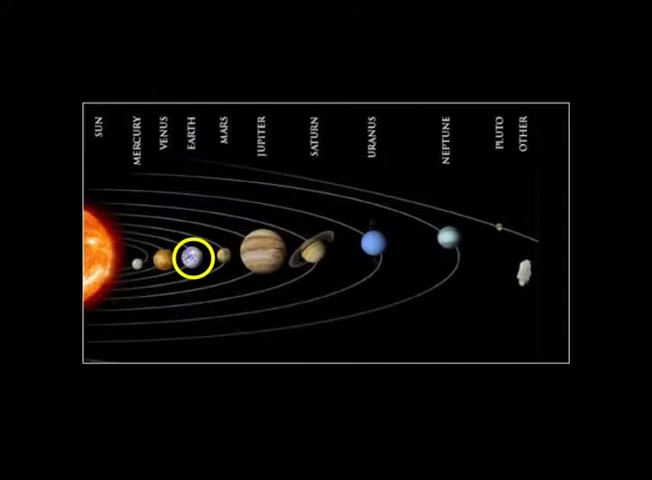 SUN
MERCURY
VENUS
EARTH
MARS
JUPITER
SATURN
URANUS
NEPTUNE
PLUTO
OTHER